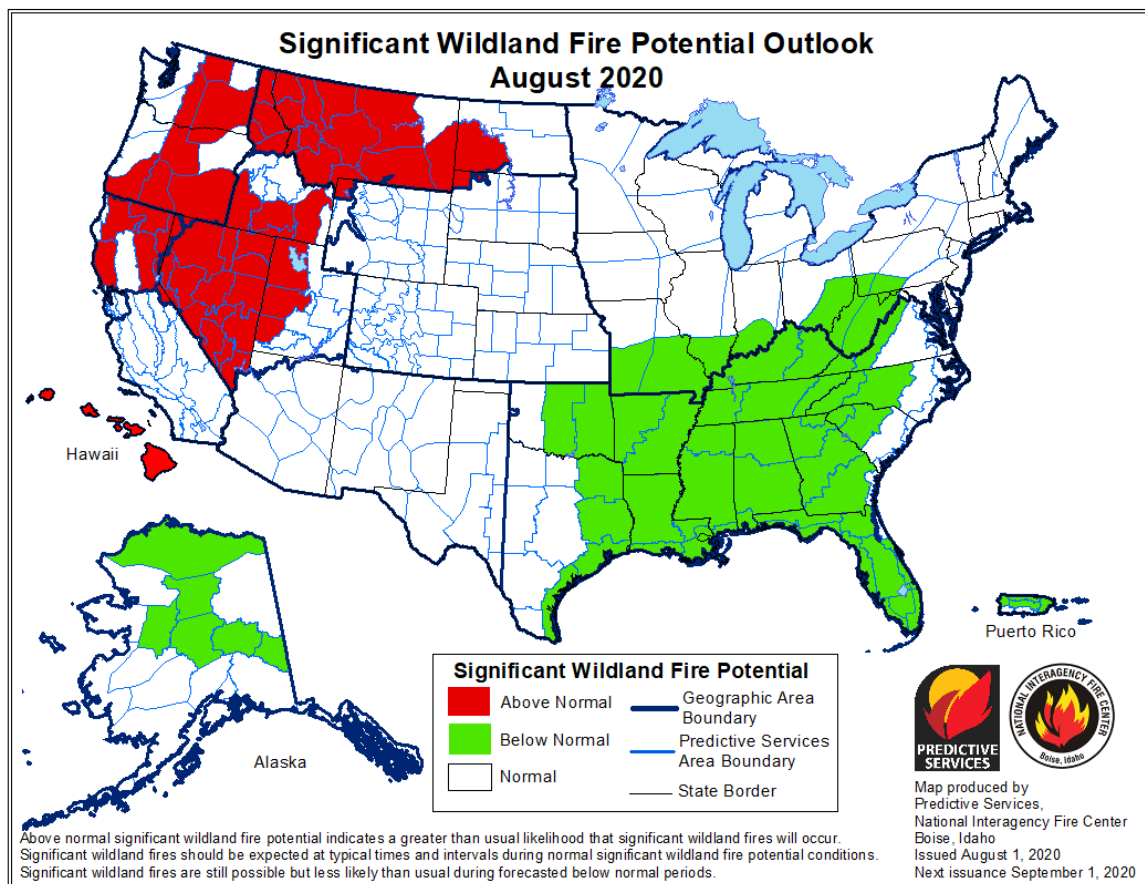 Significant Wildland Fire Potential Outlook
August 2020
Hawaii
Puerto Rico
Alaska
Significant Wildland Fire Potential
Above Normal
Below Normal
Normal
Geographic Area
Boundary
Predictive Services
Area Boundary
State Border
PREDICTIVE
SERVICES
NATIONAL INTERAGENCY FIRE CENTER
Boise, Idaho
Map produced by
Predictive Services,
National Interagency Fire Center
Boise, Idaho
Issued August 1, 2020
Next issuance September 1, 2020
Above normal significant wildland fire potential indicates a greater than usual likelihood that significant wildland fires will occur.
Significant wildland fires should be expected at typical times and intervals during normal significant wildland fire potential conditions.
Significant wildland fires are still possible but less likely than usual during forecasted below normal periods.